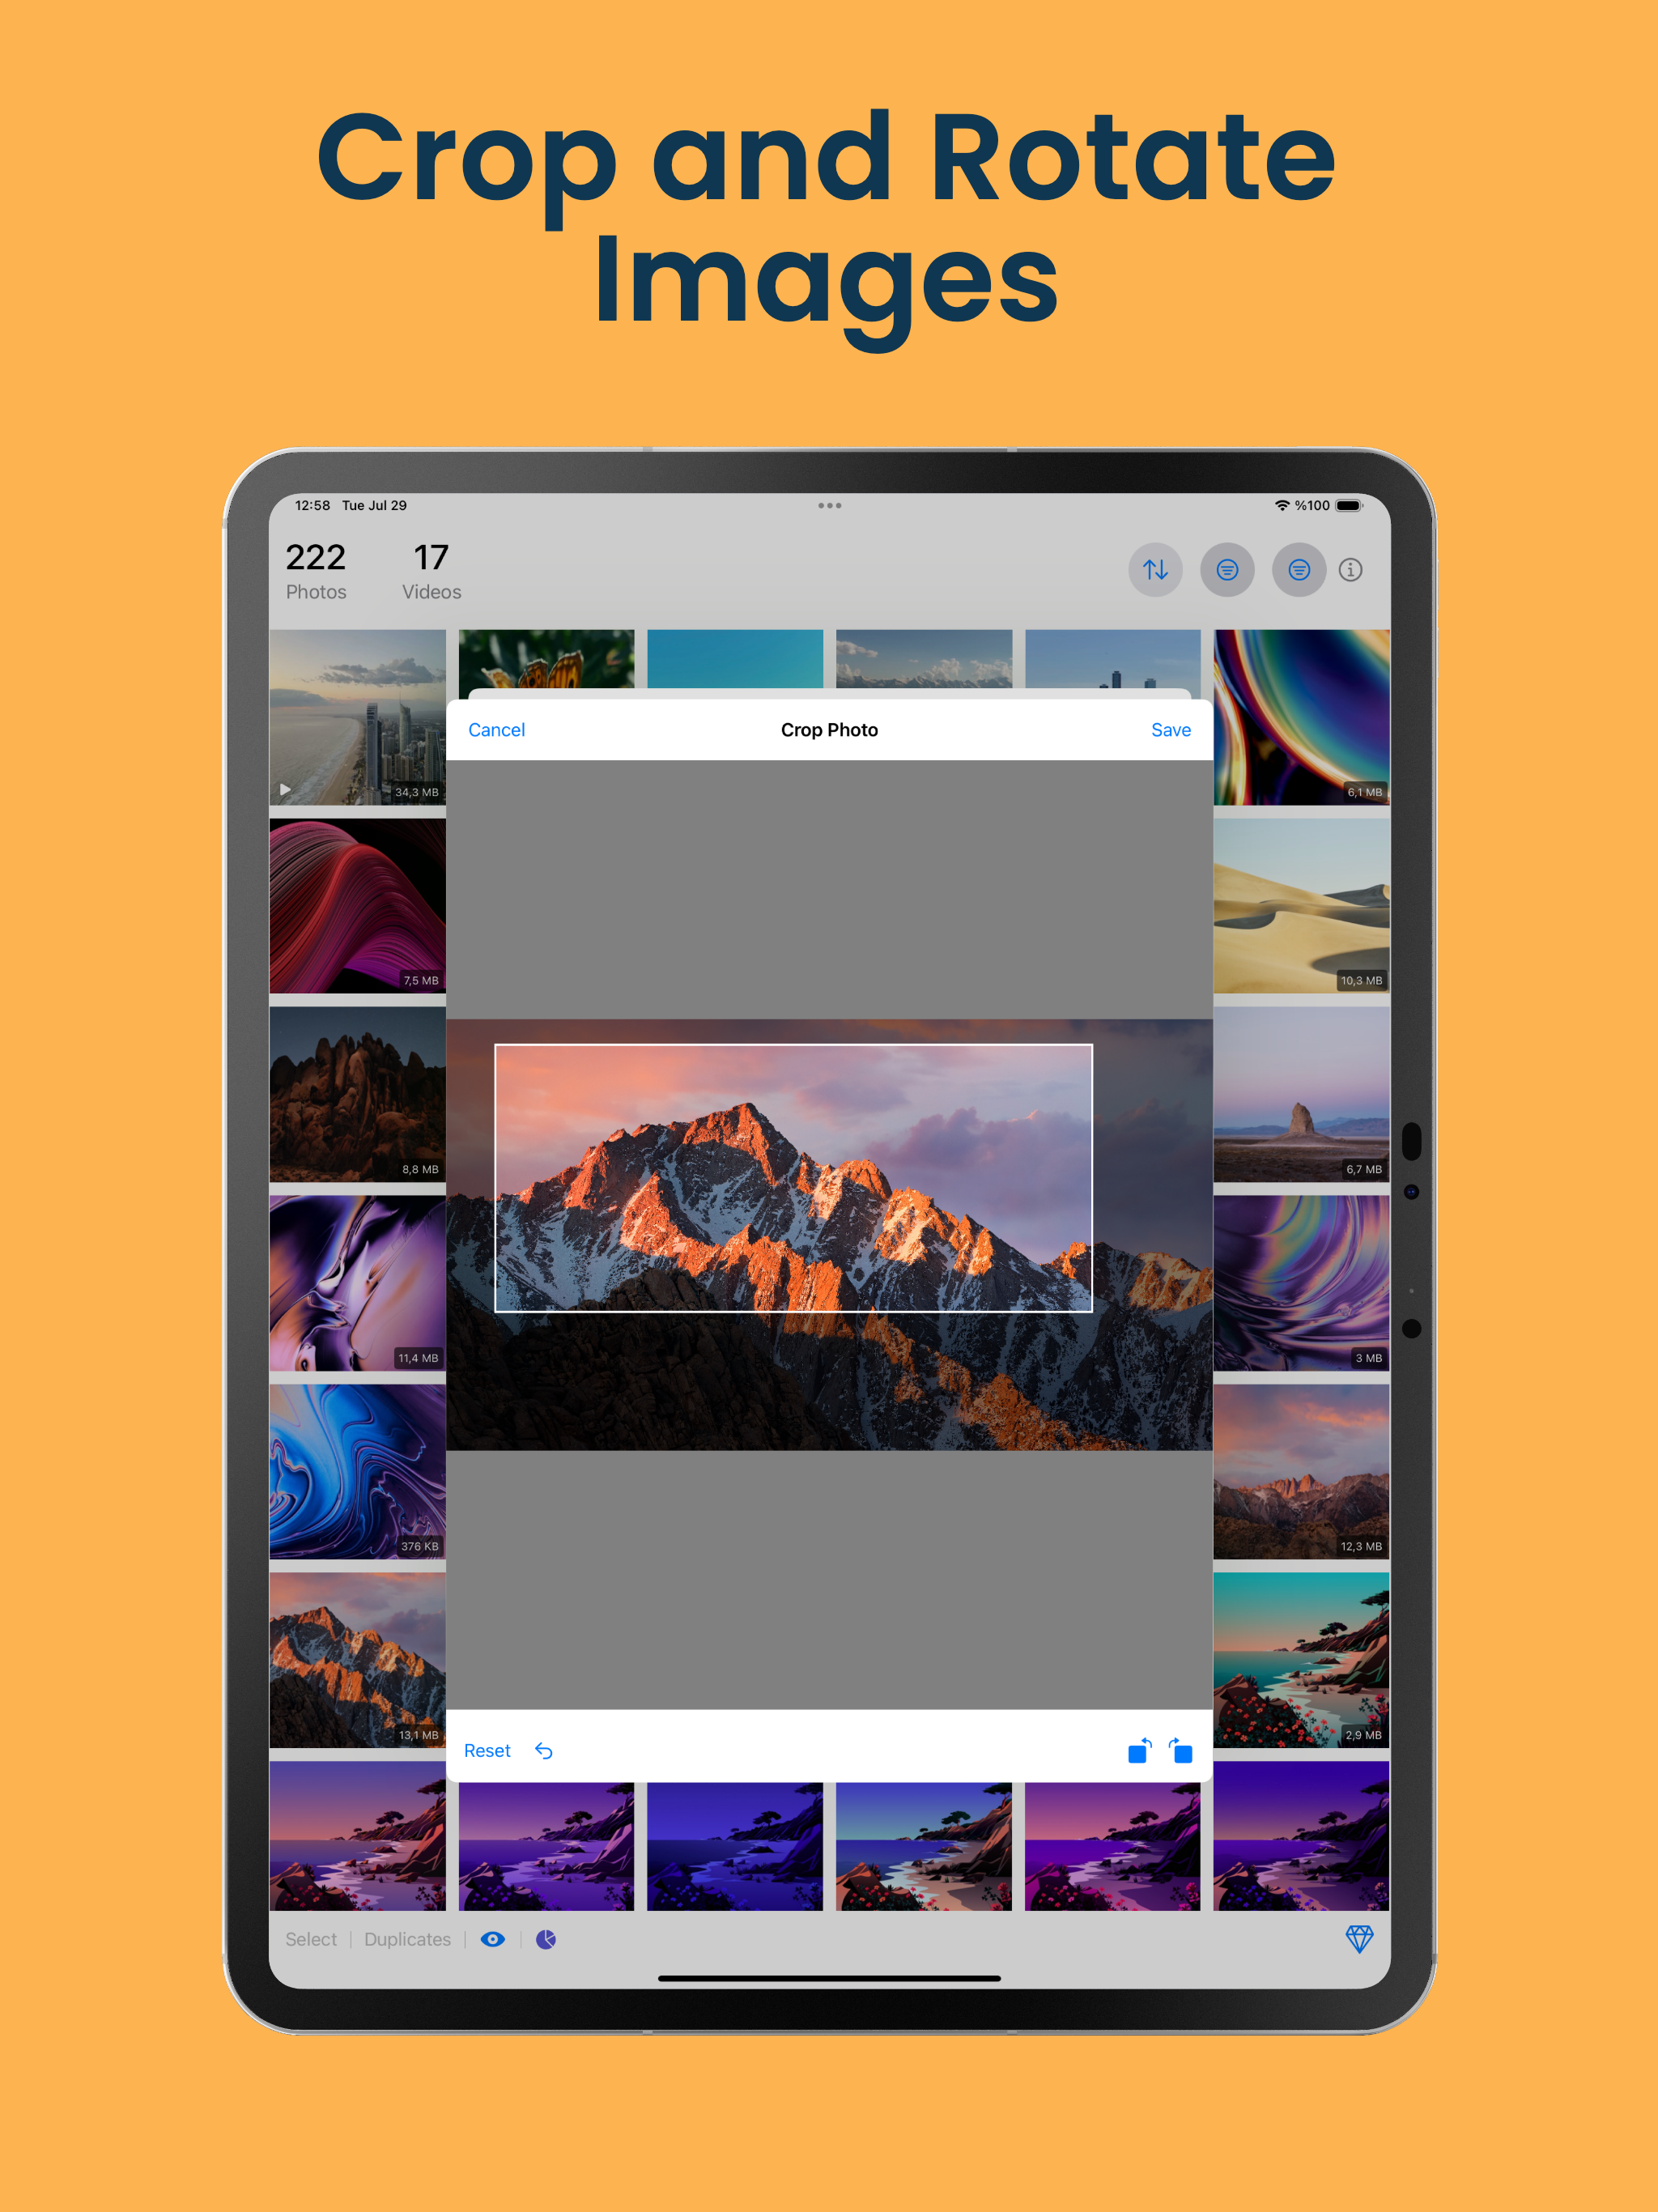 Crop and Rotate
Images
12:58 Tue Jul 29
%100
222 17
Photos Videos
Cancel Crop Photo Save
34,3 MB
6,1 MB
7,5 MB
10,3 MB
8,8 MB
6,7 MB
11,4 MB
3 MB
376 KB
12,3 MB
13,1 MB
2,9 MB
Reset
Select | Duplicates